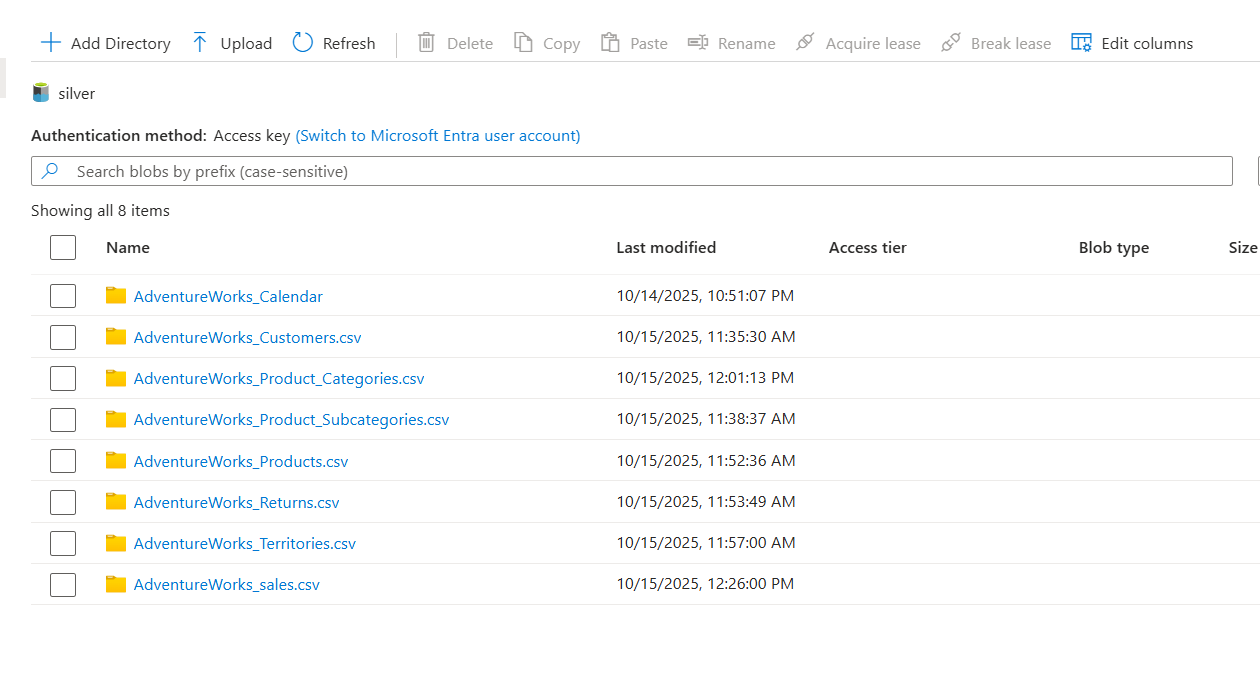 Add Directory Upload Refresh Delete Copy Paste Rename Acquire lease Break lease Edit columns
silver
Authentication method: Access key (Switch to Microsoft Entra user account)
Search blobs by prefix (case-sensitive)
Showing all 8 items
Name Last modified Access tier Blob type Size
AdventureWorks_Calendar 10/14/2025, 10:51:07 PM
AdventureWorks_Customers.csv 10/15/2025, 11:35:30 AM
AdventureWorks_Product_Categories.csv 10/15/2025, 12:01:13 PM
AdventureWorks_Product_Subcategories.csv 10/15/2025, 11:38:37 AM
AdventureWorks_Products.csv 10/15/2025, 11:52:36 AM
AdventureWorks_Returns.csv 10/15/2025, 11:53:49 AM
AdventureWorks_Territories.csv 10/15/2025, 11:57:00 AM
AdventureWorks_sales.csv 10/15/2025, 12:26:00 PM